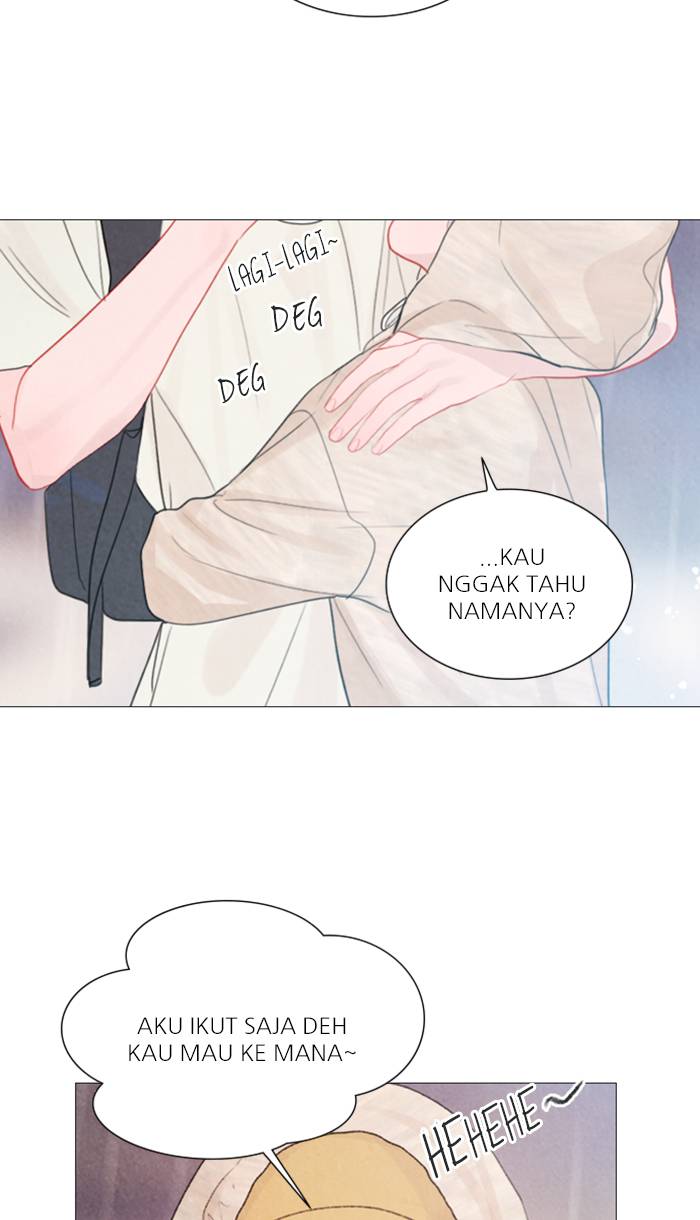 LAGI-LAGI~
DEG
DEG
...KAU
NGGAK TAHU
NAMANYA?
AKU IKUT SAJA DEH
KAU MAU KE MANA~
HEHEHE~